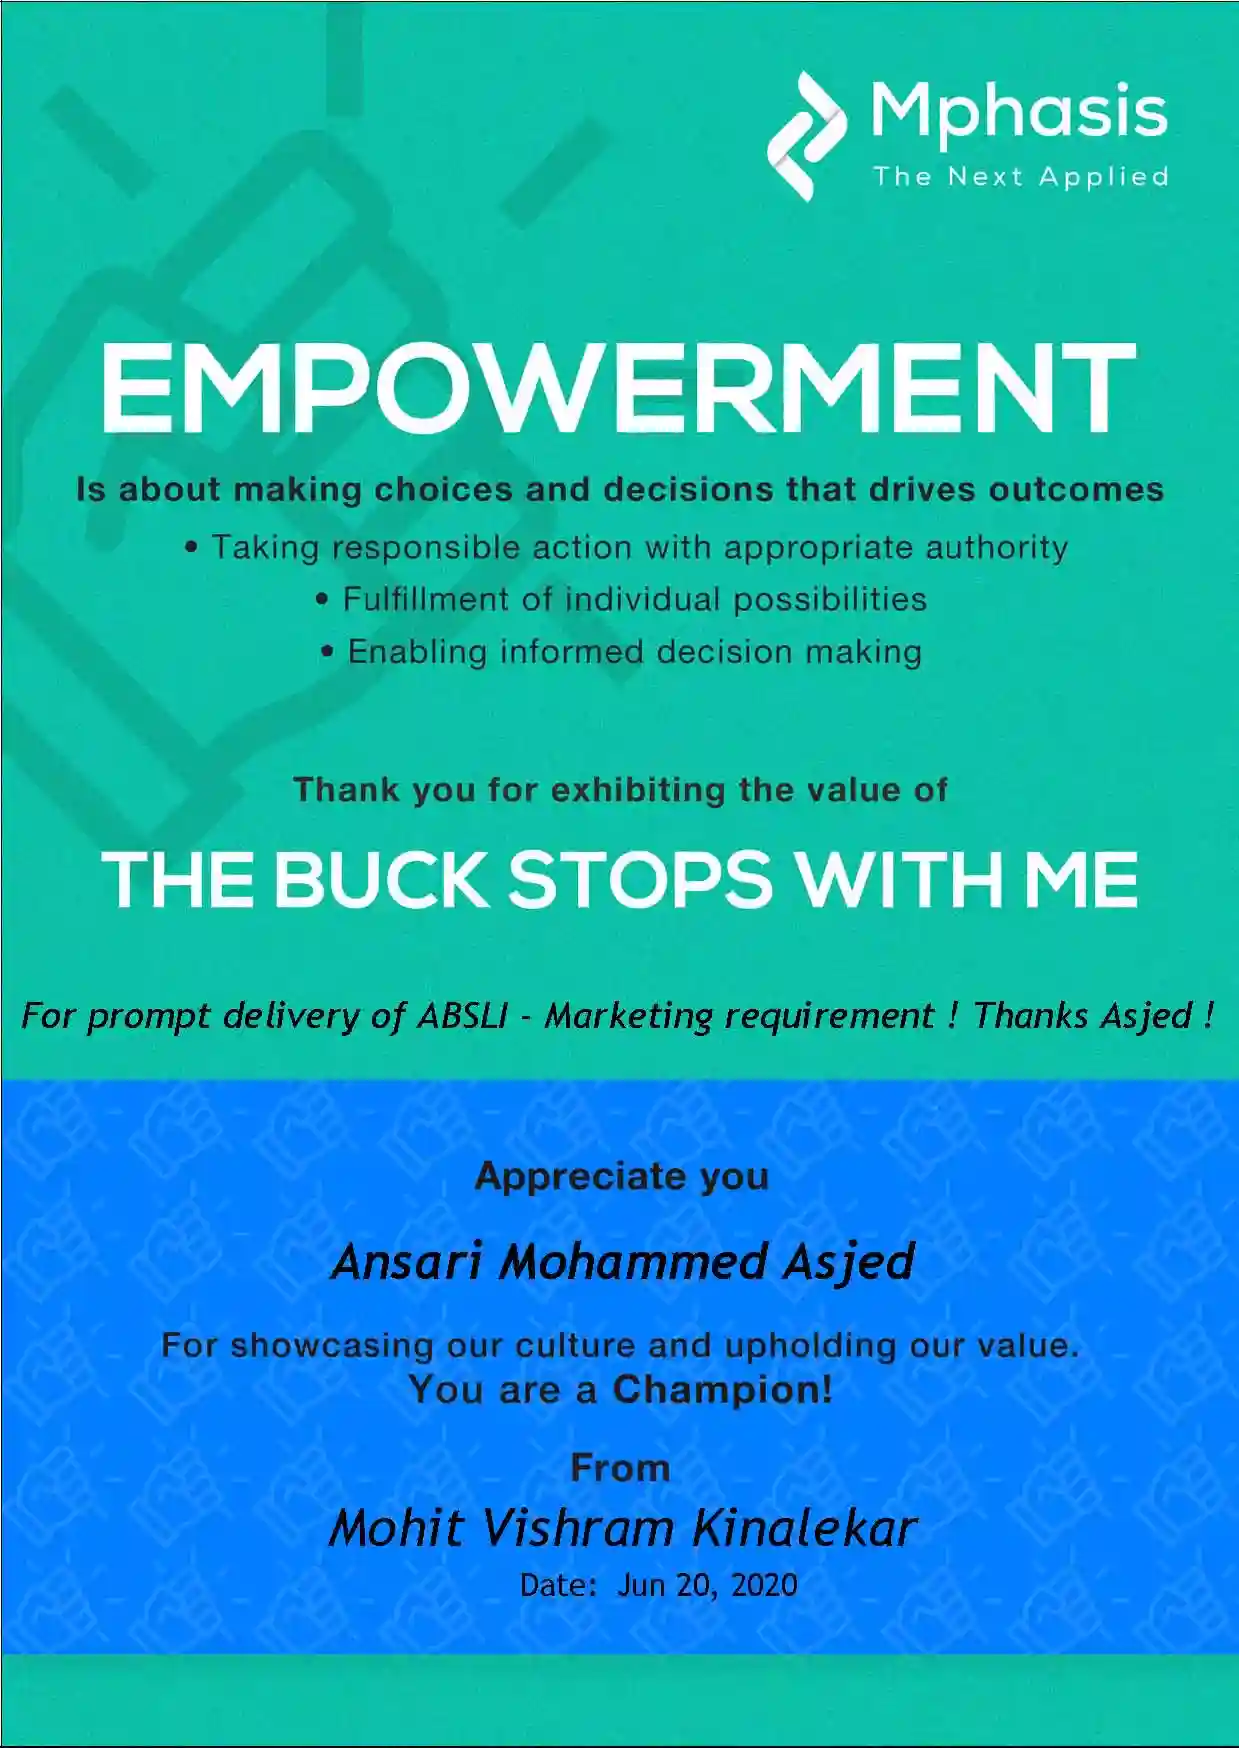 Mphasis
The Next Applied
EMPOWERMENT
Is about making choices and decisions that drives outcomes
• Taking responsible action with appropriate authority
• Fulfillment of individual possibilities
• Enabling informed decision making
Thank you for exhibiting the value of
THE BUCK STOPS WITH ME
For prompt delivery of ABSLI - Marketing requirement ! Thanks Asjed !
Appreciate you
Ansari Mohammed Asjed
For showcasing our culture and upholding our value.
You are a Champion!
From
Mohit Vishram Kinalekar
Date: Jun 20, 2020